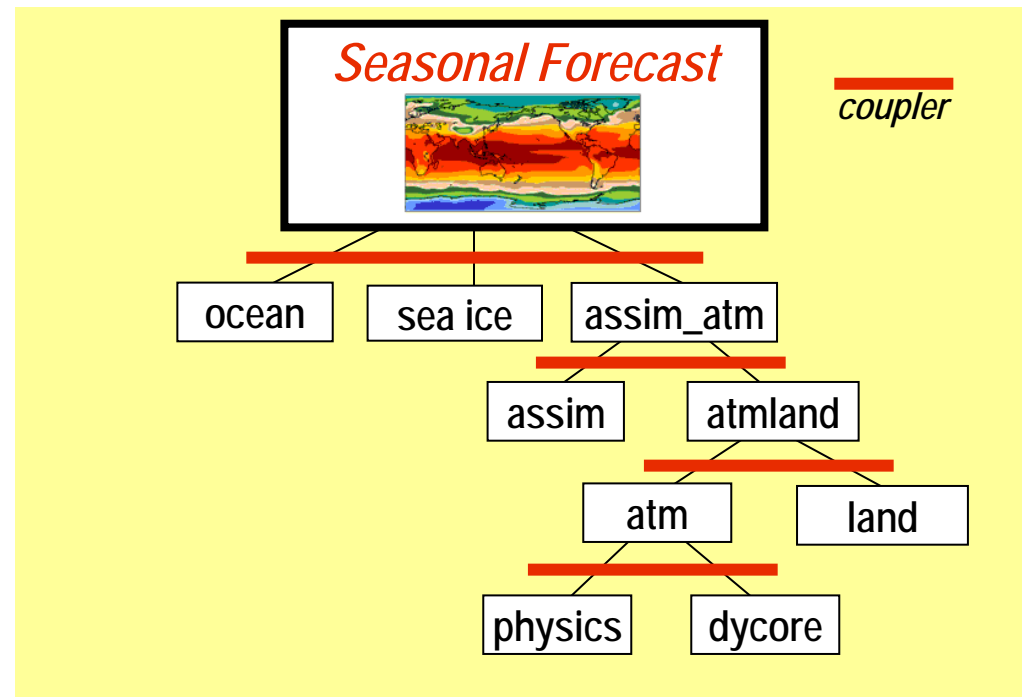 Seasonal Forecast
coupler
ocean
sea ice
assim_atm
assim
atmland
atm
land
physics
dycore